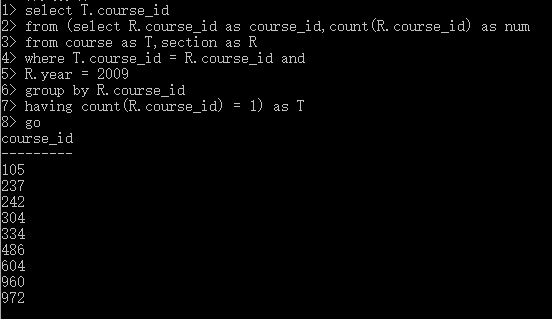 1> select T.course_id
2> from (select R.course_id as course_id,count(R.course_id) as num
3> from course as T,section as R
4> where T.course_id = R.course_id and
5> R.year = 2009
6> group by R.course_id
7> having count(R.course_id) = 1) as T
8> go
course_id
---------
105
237
242
304
334
486
604
960
972